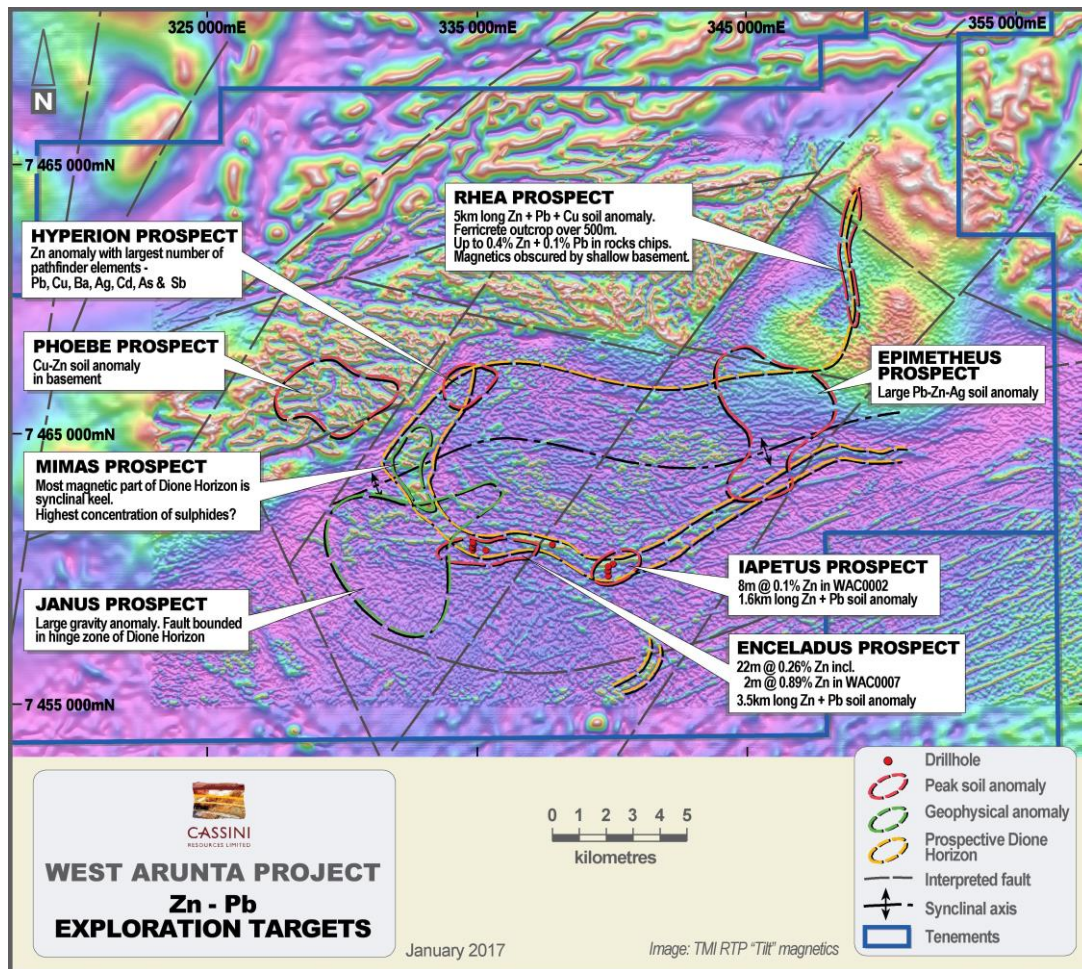 325 000mE
335 000mE
345 000mE
355 000mE
N
7 465 000mN
RHEA PROSPECT
5km long Zn + Pb + Cu soil anomaly.
Ferricrete outcrop over 500m.
Up to 0.4% Zn + 0.1% Pb in rocks chips.
Magnetics obscured by shallow basement.
HYPERION PROSPECT
Zn anomaly with largest number of
pathfinder elements -
Pb, Cu, Ba, Ag, Cd, As & Sb
PHOEBE PROSPECT
Cu-Zn soil anomaly
in basement
EPIMETHEUS
PROSPECT
Large Pb-Zn-Ag soil anomaly
7 465 000mN
MIMAS PROSPECT
Most magnetic part of Dione Horizon is
synclinal keel.
Highest concentration of sulphides?
IAPETUS PROSPECT
8m @ 0.1% Zn in WAC0002
1.6km long Zn + Pb soil anomaly
JANUS PROSPECT
Large gravity anomaly. Fault bounded
in hinge zone of Dione Horizon
ENCELADUS PROSPECT
22m @ 0.26% Zn incl.
2m @ 0.89% Zn in WAC0007
3.5km long Zn + Pb soil anomaly
7 455 000mN
CASSINI
RESOURCES LIMITED
WEST ARUNTA PROJECT
Zn - Pb
EXPLORATION TARGETS
0 1 2 3 4 5
kilometres
January 2017
Image: TMI RTP "Tilt" magnetics
Drillhole
Peak soil anomaly
Geophysical anomaly
Prospective Dione
Horizon
Interpreted fault
Synclinal axis
Tenements